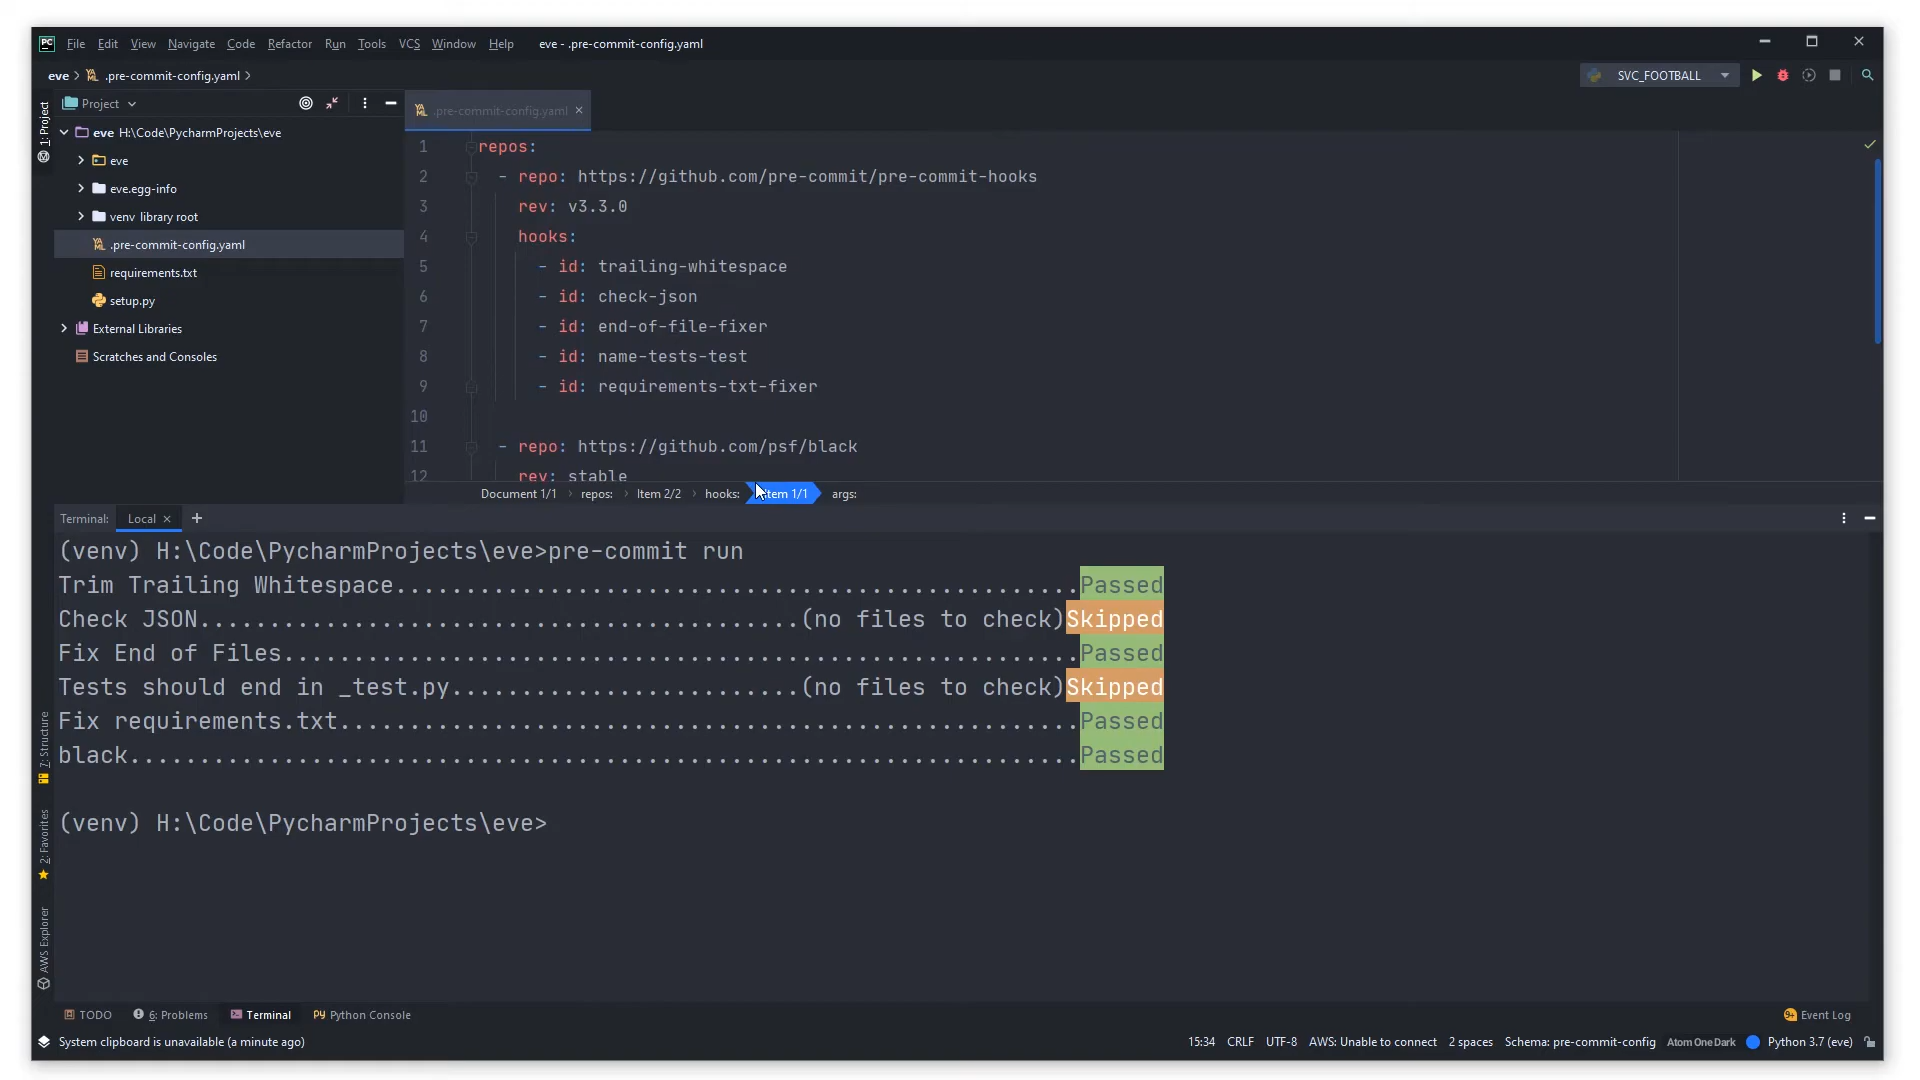 PC File Edit View Navigate Code Refactor Run Tools VCS Window Help eve - .pre-commit-config.yaml
eve .pre-commit-config.yaml
SVC_FOOTBALL
1: Project
Project
.pre-commit-config.yaml
eve H:\Code\PycharmProjects\eve
eve
eve.egg-info
venv library root
.pre-commit-config.yaml
requirements.txt
setup.py
External Libraries
Scratches and Consoles
1 repos:
2 - repo: https://github.com/pre-commit/pre-commit-hooks
3 rev: v3.3.0
4 hooks:
5 - id: trailing-whitespace
6 - id: check-json
7 - id: end-of-file-fixer
8 - id: name-tests-test
9 - id: requirements-txt-fixer
10
11 - repo: https://github.com/psf/black
12 rev: stable
Document 1/1 repos: Item 2/2 hooks: Item 1/1 args:
Terminal: Local +
(venv) H:\Code\PycharmProjects\eve>pre-commit run
Trim Trailing Whitespace.................................................Passed
Check JSON...........................................(no files to check)Skipped
Fix End of Files.........................................................Passed
Tests should end in _test.py.........................(no files to check)Skipped
Fix requirements.txt.....................................................Passed
black....................................................................Passed
(venv) H:\Code\PycharmProjects\eve>
7: Structure
2: Favorites
AWS Explorer
TODO 6: Problems Terminal Python Console
9+ Event Log
System clipboard is unavailable (a minute ago)
15:34 CRLF UTF-8 AWS: Unable to connect 2 spaces Schema: pre-commit-config Atom One Dark Python 3.7 (eve)